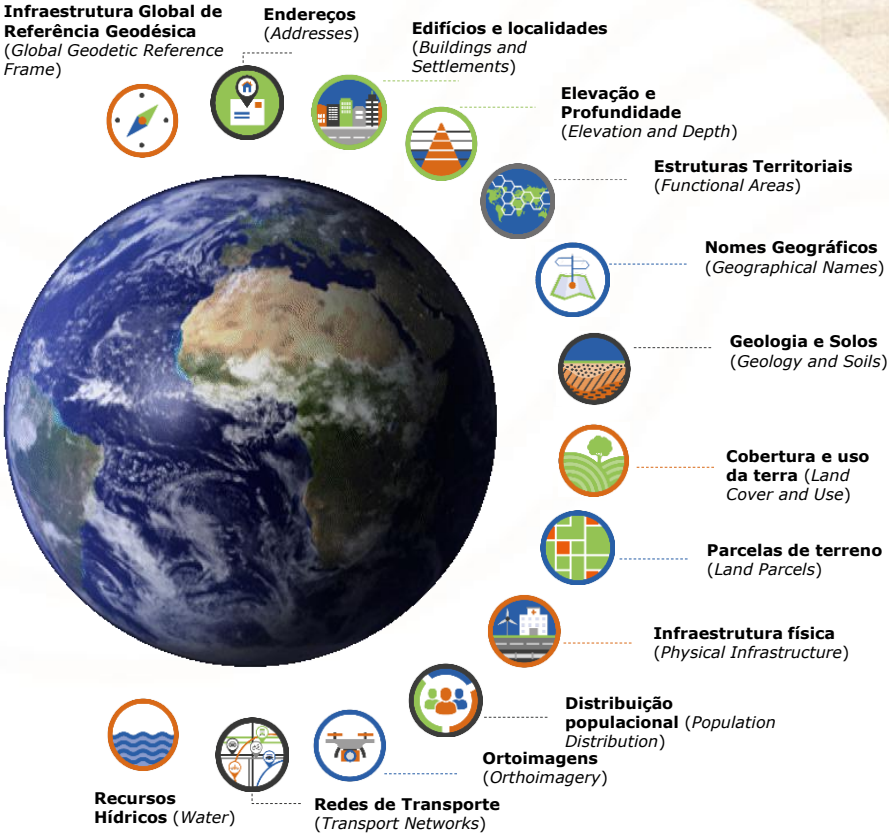 Infraestrutura Global de
Referência Geodésica
(Global Geodetic Reference
Frame)
Endereços
(Addresses)
Edifícios e localidades
(Buildings and
Settlements)
Elevação e
Profundidade
(Elevation and Depth)
Estruturas Territoriais
(Functional Areas)
Nomes Geográficos
(Geographical Names)
Geologia e Solos
(Geology and Soils)
Cobertura e uso
da terra (Land
Cover and Use)
Parcelas de terreno
(Land Parcels)
Infraestrutura física
(Physical Infrastructure)
Distribuição
populacional (Population
Distribution)
Ortoimagens
(Orthoimagery)
Redes de Transporte
(Transport Networks)
Recursos
Hídricos (Water)